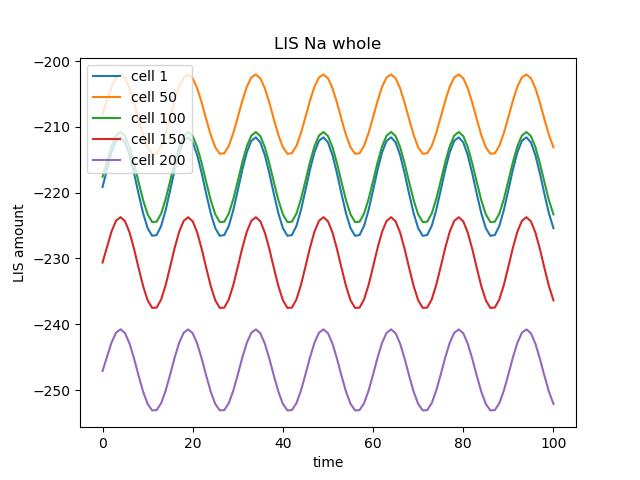 LIS Na whole
cell 1
cell 50
cell 100
cell 150
cell 200
LIS amount
−200
−210
−220
−230
−240
−250
0 20 40 60 80 100
time